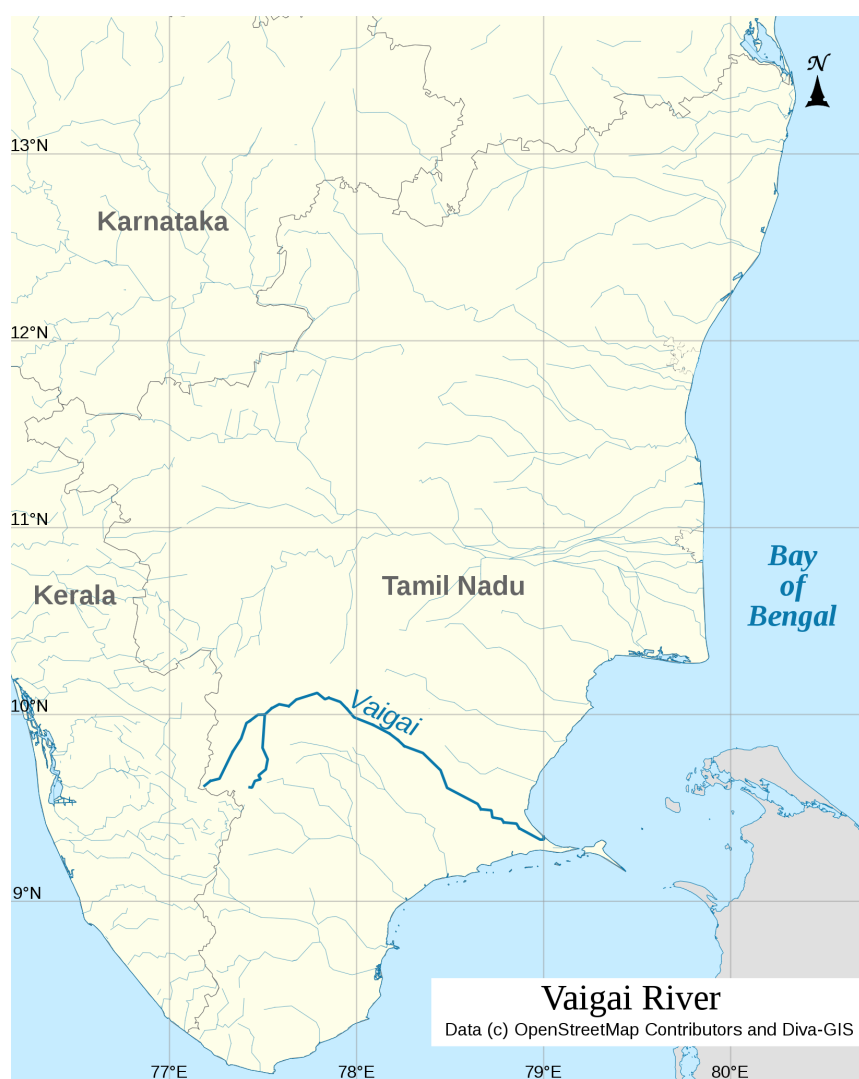 N
13°N
Karnataka
12°N
11°N
Bay
of
Bengal
Kerala
Tamil Nadu
10°N
Vaigai
9°N
Vaigai River
Data (c) OpenStreetMap Contributors and Diva-GIS
77°E
78°E
79°E
80°E